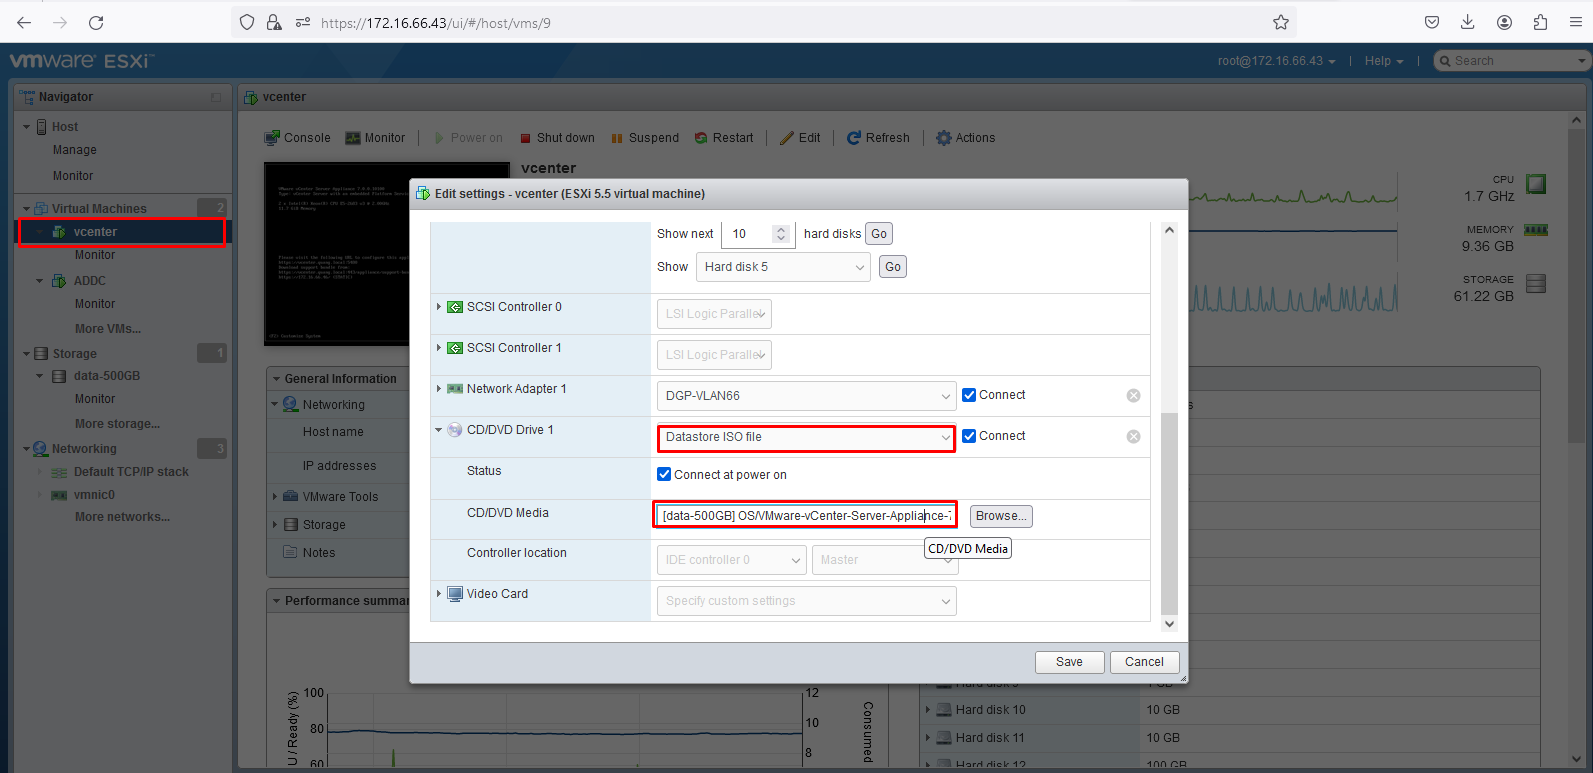 https://172.16.66.43/ui/#/host/vms/9
vmware ESXi™
root@172.16.66.43 | Help | Search
Navigator
Host
Manage
Monitor
Virtual Machines 2
vcenter
Monitor
ADDC
Monitor
More VMs...
Storage 1
data-500GB
Monitor
More storage...
Networking 3
Default TCP/IP stack
vmnic0
More networks...
vcenter
Console Monitor Power on Shut down Suspend Restart Edit Refresh Actions
vcenter
CPU
1.7 GHz
MEMORY
9.36 GB
STORAGE
61.22 GB
General Information
Networking
Host name
IP addresses
VMware Tools
Storage
Notes
Performance summar
100
80
60
12
10
8
U / Ready (%)
Consumed
Edit settings - vcenter (ESXi 5.5 virtual machine)
Show next 10 hard disks Go
Show Hard disk 5 Go
SCSI Controller 0 LSI Logic Parallel
SCSI Controller 1 LSI Logic Parallel
Network Adapter 1 DGP-VLAN66 Connect
CD/DVD Drive 1 Datastore ISO file Connect
Status Connect at power on
CD/DVD Media [data-500GB] OS/VMware-vCenter-Server-Appliance-7 Browse...
CD/DVD Media
Controller location IDE controller 0 Master
Video Card Specify custom settings
Save Cancel
Hard disk 10 10 GB
Hard disk 11 10 GB
Hard disk 12 100 GB